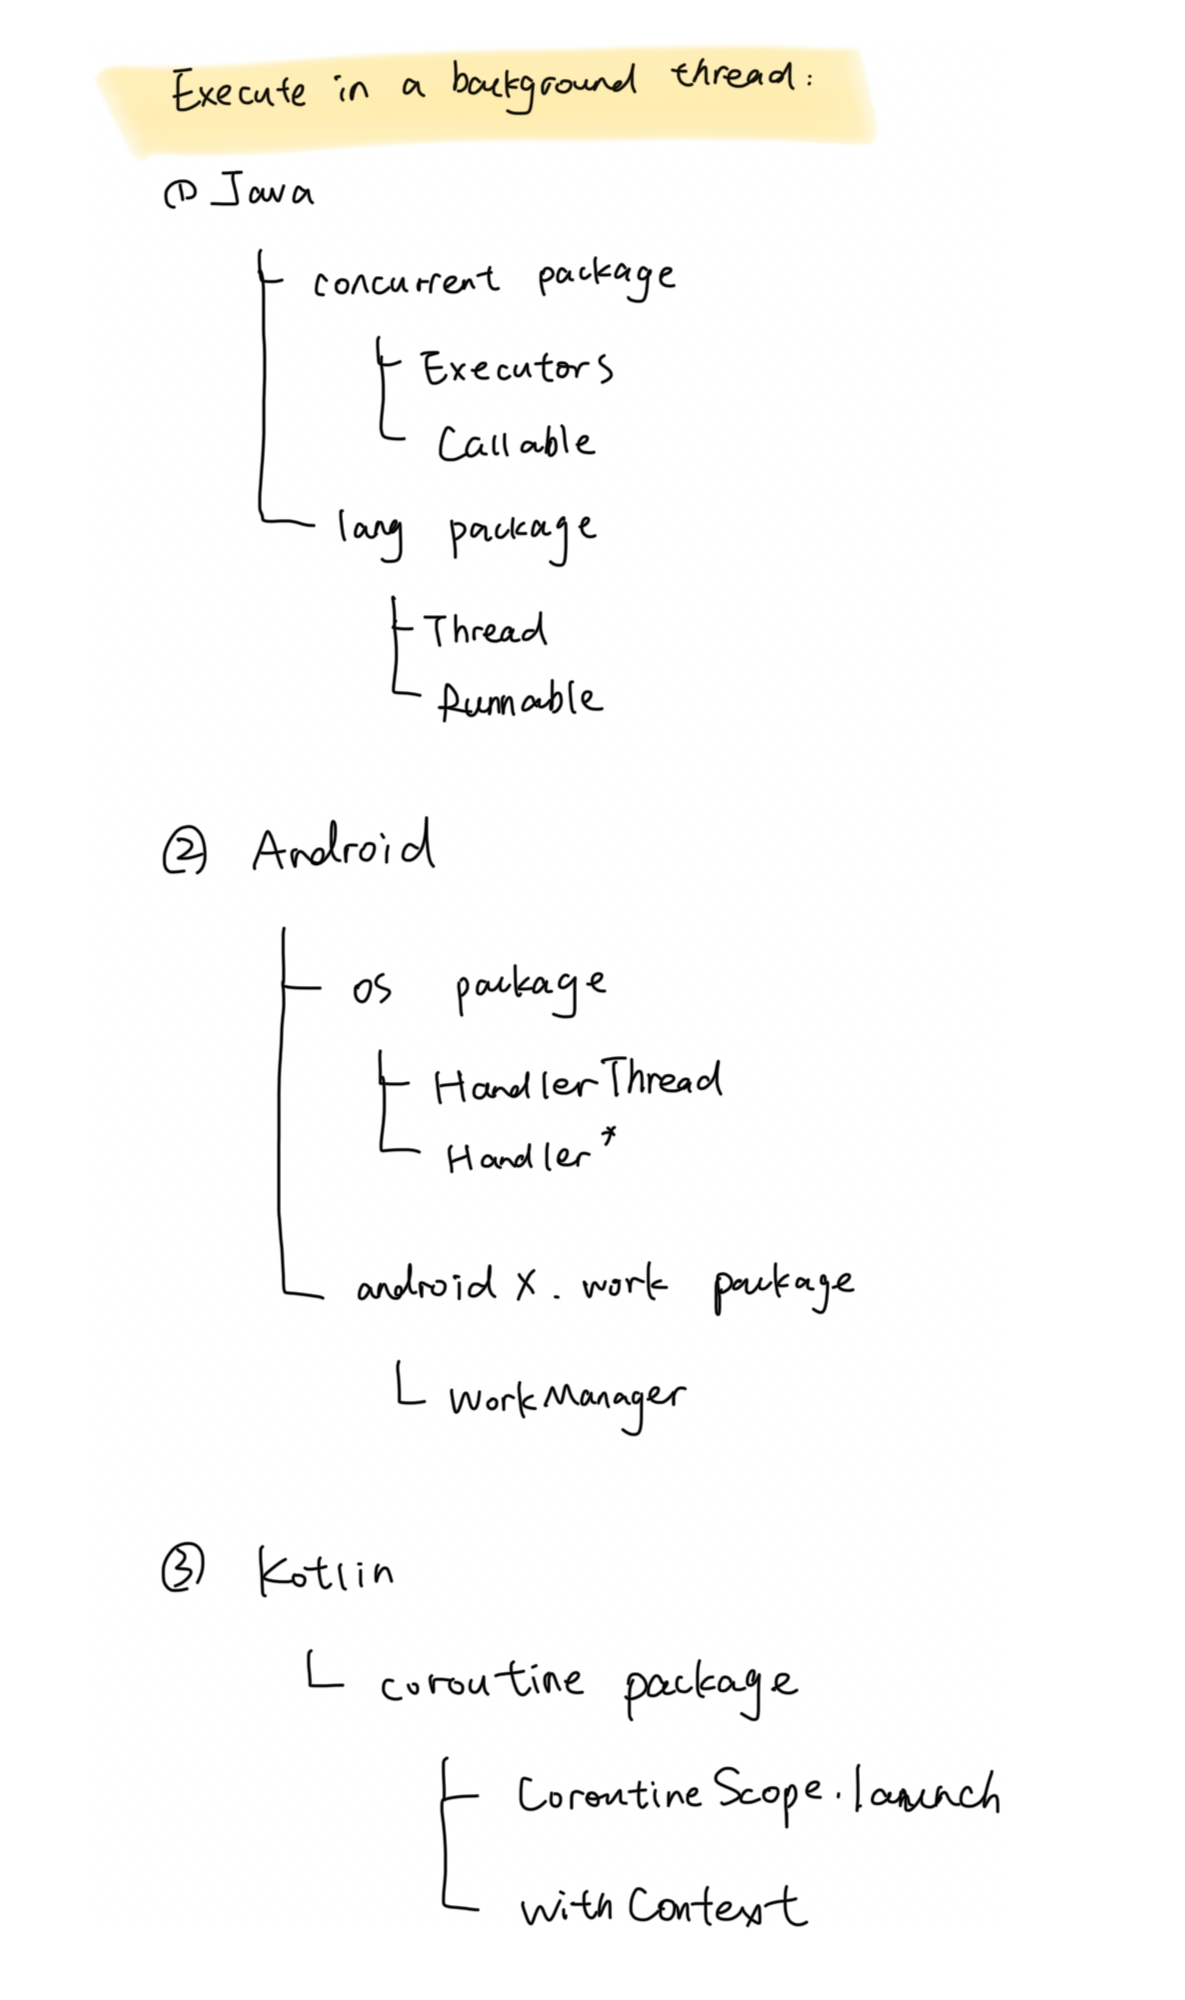 Execute in a background thread:
① Java
concurrent package
Executors
Callable
lang package
Thread
Runnable
② Android
os package
HandlerThread
Handler*
androidX.work package
WorkManager
③ Kotlin
coroutine package
CoroutineScope.launch
withContext